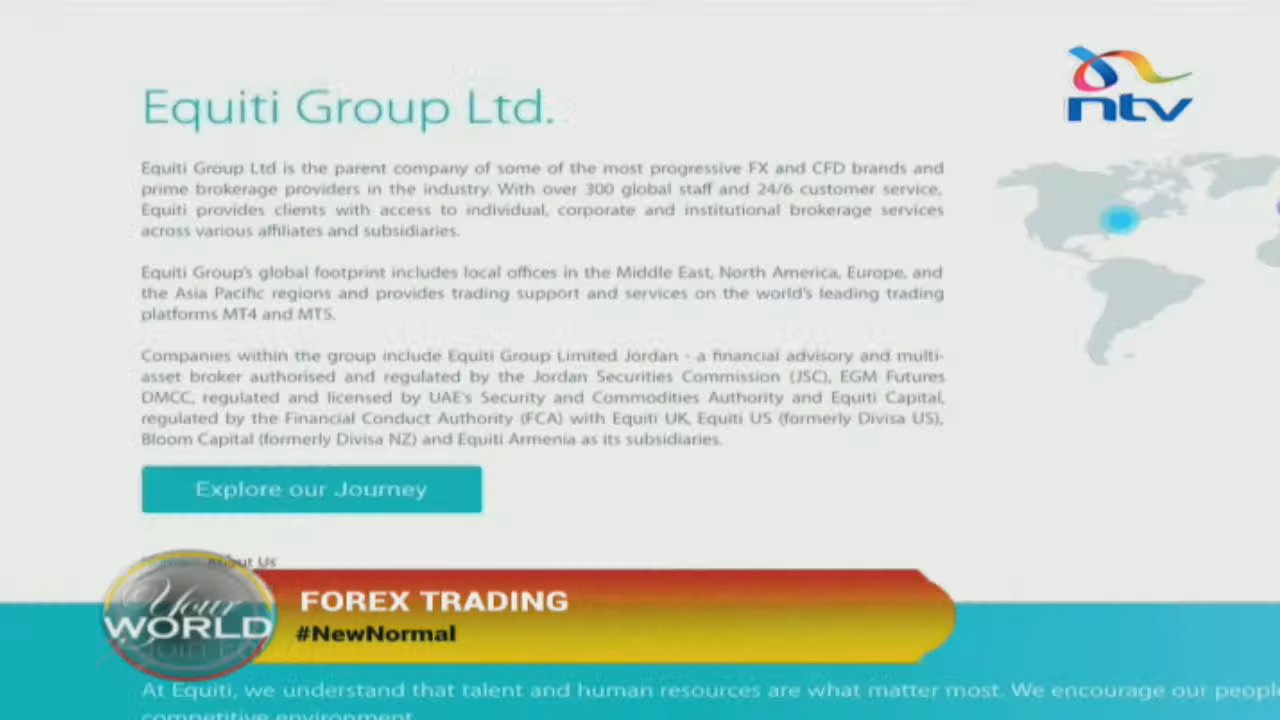 Equiti Group Ltd.
ntv
Equiti Group Ltd is the parent company of some of the most progressive FX and CFD brands and
prime brokerage providers in the industry. With over 300 global staff and 24/6 customer service,
Equiti provides clients with access to individual, corporate and institutional brokerage services
across various affiliates and subsidiaries.
Equiti Group's global footprint includes local offices in the Middle East, North America, Europe, and
the Asia Pacific regions and provides trading support and services on the world's leading trading
platforms MT4 and MT5.
Companies within the group include Equiti Group Limited Jordan - a financial advisory and multi-
asset broker authorised and regulated by the Jordan Securities Commission (JSC), EGM Futures
DMCC, regulated and licensed by UAE's Security and Commodities Authority and Equiti Capital,
regulated by the Financial Conduct Authority (FCA) with Equiti UK, Equiti US (formerly Divisa US),
Bloom Capital (formerly Divisa NZ) and Equiti Armenia as its subsidiaries.
Explore our Journey
About Us
Your
WORLD
FOREX TRADING
#NewNormal
At Equiti, we understand that talent and human resources are what matter most. We encourage our people
competitive environment